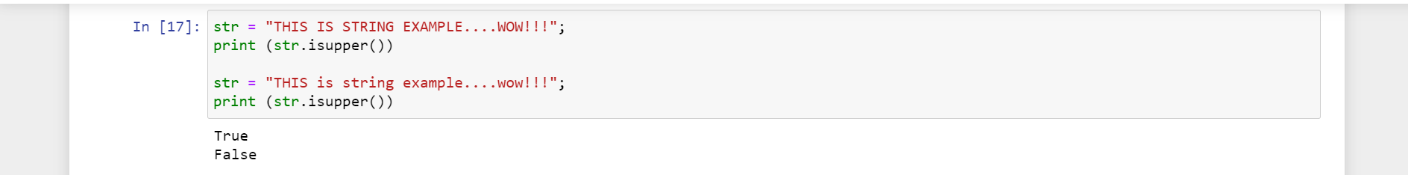 In [17]: str = "THIS IS STRING EXAMPLE....WOW!!!";
print (str.isupper())
str = "THIS is string example....wow!!!";
print (str.isupper())
True
False